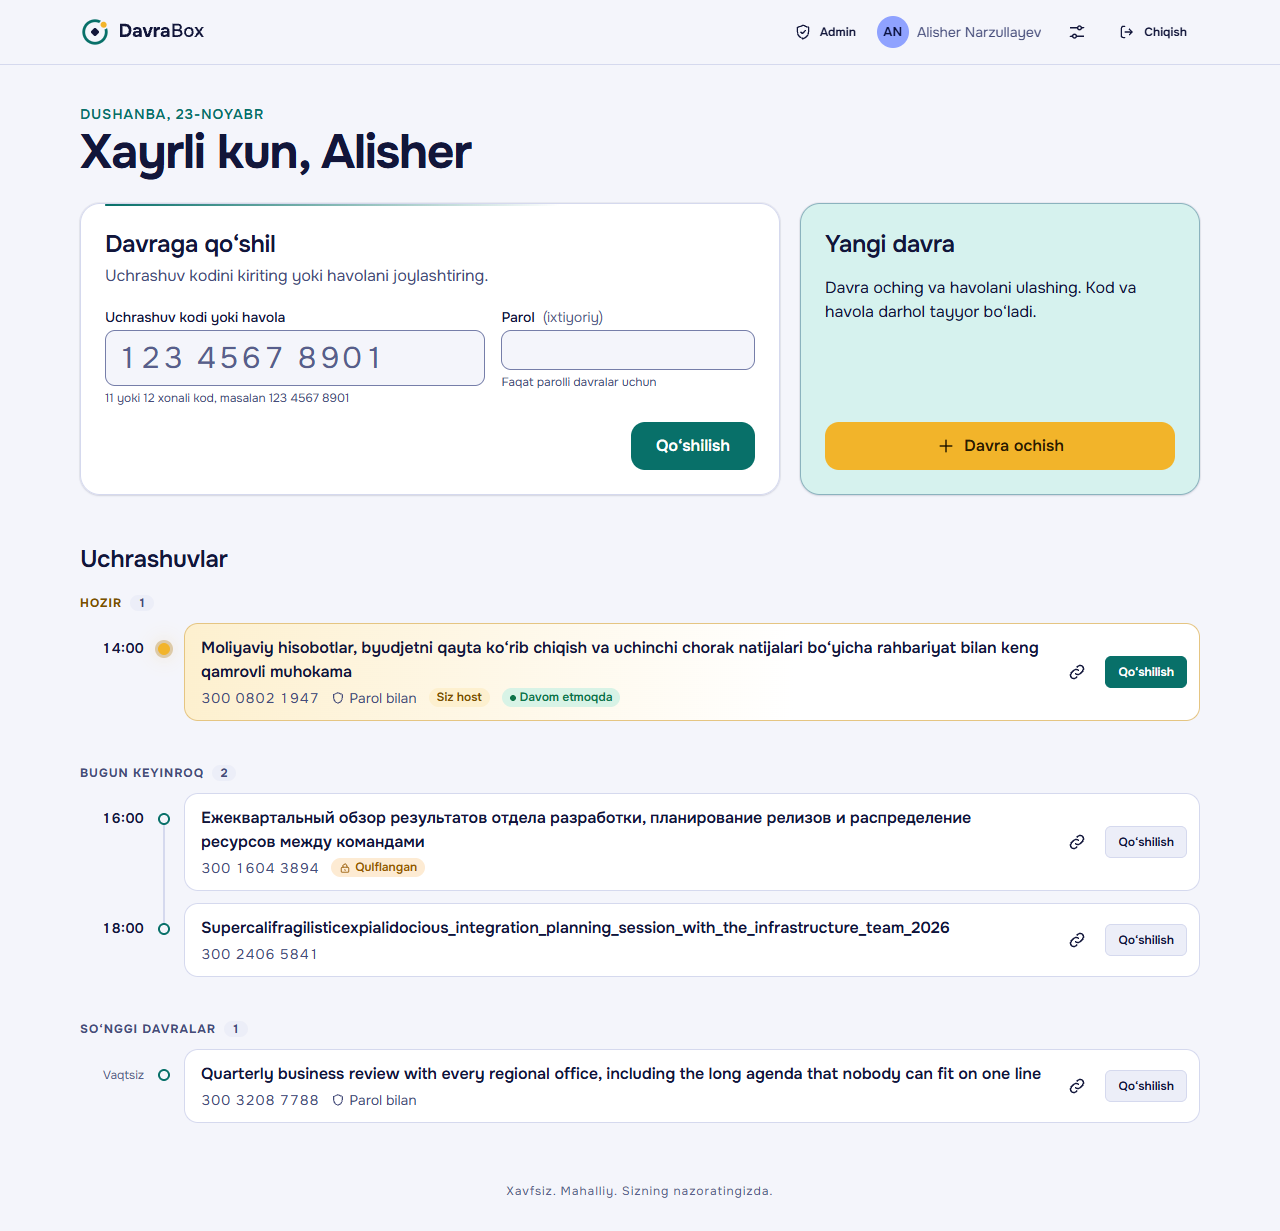 DavraBox
Admin
AN
Alisher Narzullayev
Chiqish
DUSHANBA, 23-NOYABR
Xayrli kun, Alisher
Davraga qo‘shil
Uchrashuv kodini kiriting yoki havolani joylashtiring.
Uchrashuv kodi yoki havola
Parol (ixtiyoriy)
123 4567 8901
11 yoki 12 xonali kod, masalan 123 4567 8901
Faqat parolli davralar uchun
Qo‘shilish
Yangi davra
Davra oching va havolani ulashing. Kod va
havola darhol tayyor bo‘ladi.
Davra ochish
Uchrashuvlar
HOZIR 1
14:00
Moliyaviy hisobotlar, byudjetni qayta ko‘rib chiqish va uchinchi chorak natijalari bo‘yicha rahbariyat bilan keng
qamrovli muhokama
300 0802 1947 Parol bilan Siz host Davom etmoqda
Qo‘shilish
BUGUN KEYINROQ 2
16:00
Ежеквартальный обзор результатов отдела разработки, планирование релизов и распределение
ресурсов между командами
300 1604 3894 Qulflangan
Qo‘shilish
18:00
Supercalifragilisticexpialidocious_integration_planning_session_with_the_infrastructure_team_2026
300 2406 5841
Qo‘shilish
SO‘NGGI DAVRALAR 1
Vaqtsiz
Quarterly business review with every regional office, including the long agenda that nobody can fit on one line
300 3208 7788 Parol bilan
Qo‘shilish
Xavfsiz. Mahalliy. Sizning nazoratingizda.